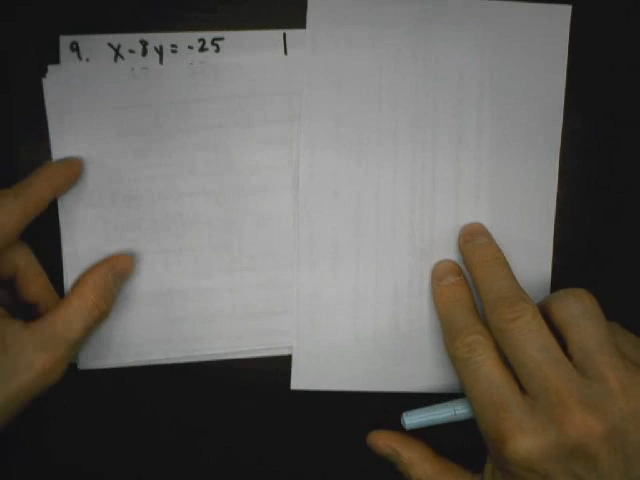 9. x - 8y = -25